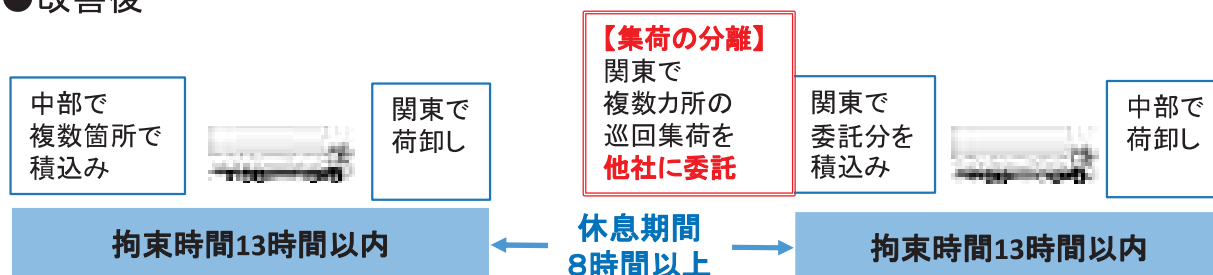 ●改善後
中部で
複数箇所で
積込み
関東で
荷卸し
【集荷の分離】
関東で
複数カ所の
巡回集荷を
他社に委託
関東で
委託分を
積込み
中部で
荷卸し
拘束時間13時間以内
休息期間
8時間以上
拘束時間13時間以内